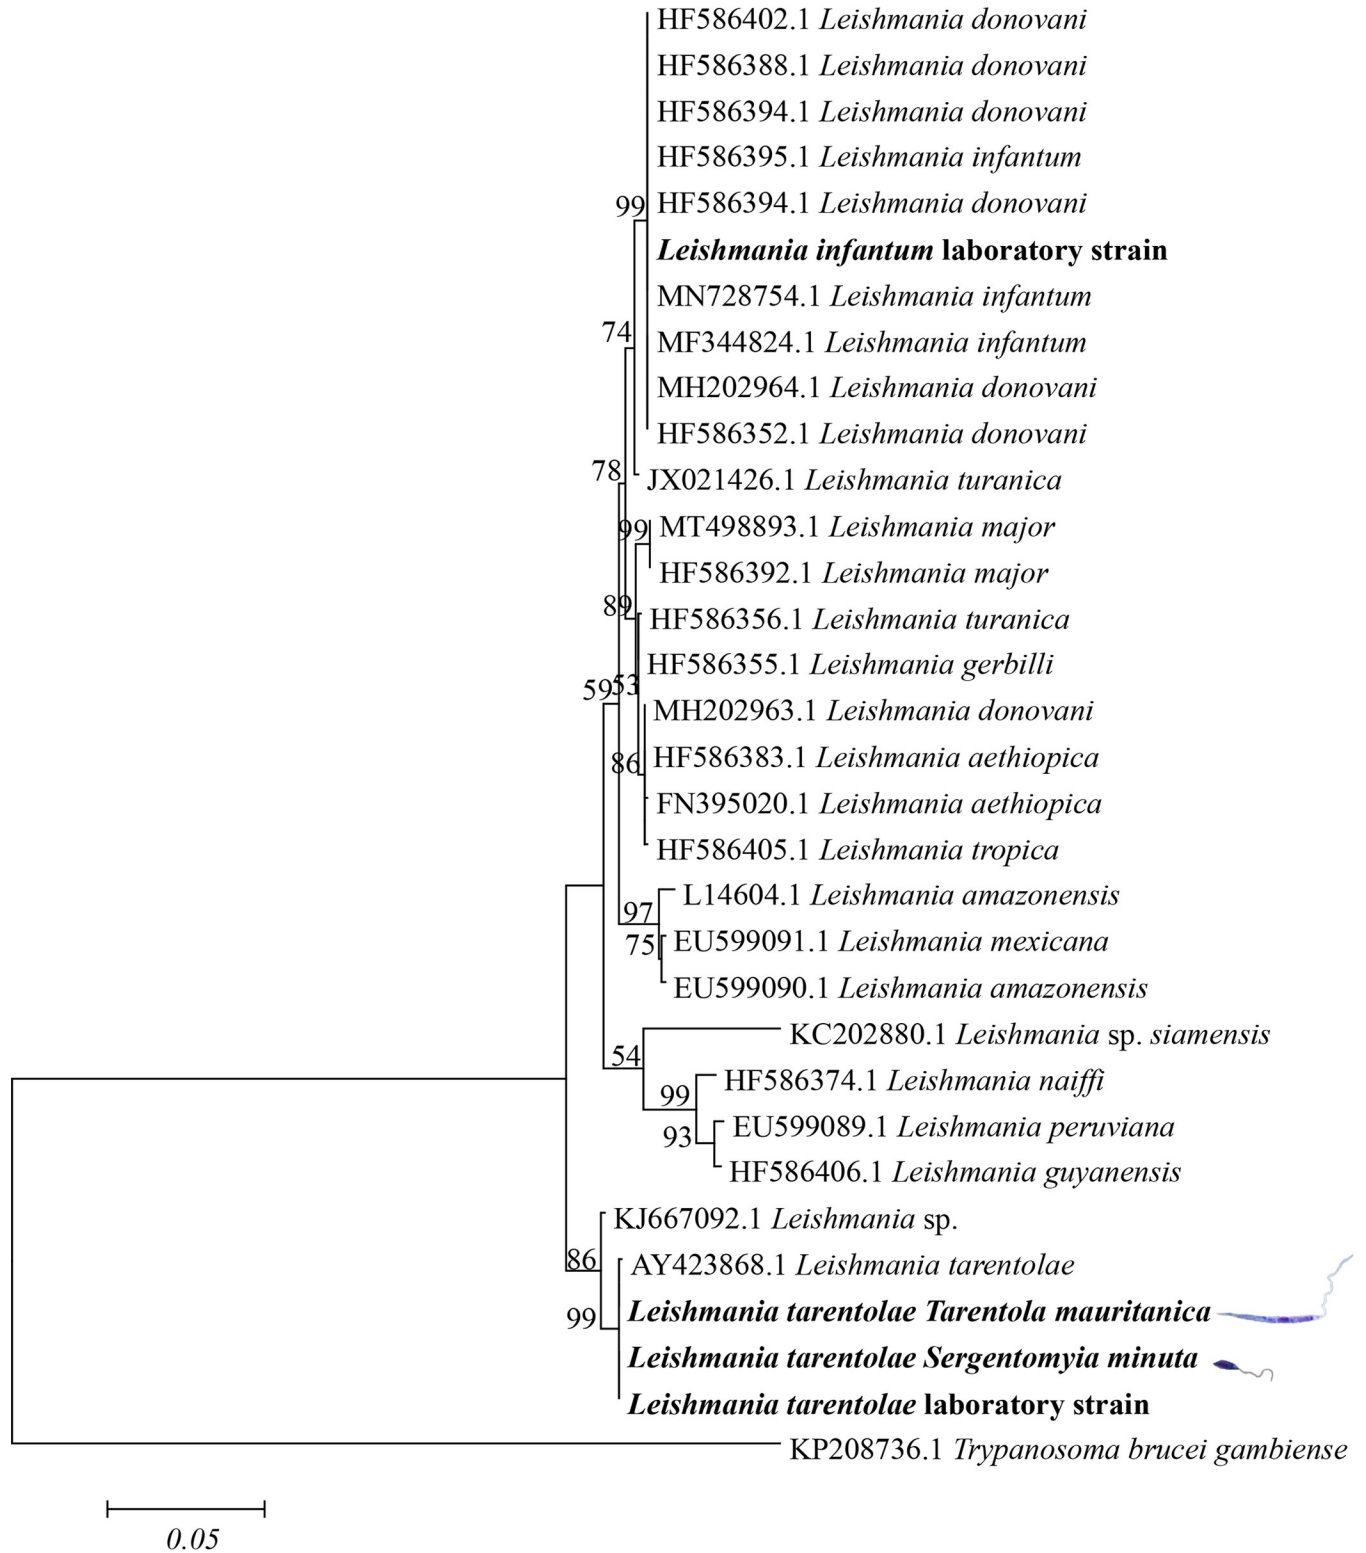 HF586402.1 Leishmania donovani
HF586388.1 Leishmania donovani
HF586394.1 Leishmania donovani
HF586395.1 Leishmania infantum
99 HF586394.1 Leishmania donovani
Leishmania infantum laboratory strain
MN728754.1 Leishmania infantum
74 MF344824.1 Leishmania infantum
MH202964.1 Leishmania donovani
HF586352.1 Leishmania donovani
78 JX021426.1 Leishmania turanica
99 MT498893.1 Leishmania major
HF586392.1 Leishmania major
89 HF586356.1 Leishmania turanica
HF586355.1 Leishmania gerbilli
59 53 MH202963.1 Leishmania donovani
86 HF586383.1 Leishmania aethiopica
FN395020.1 Leishmania aethiopica
HF586405.1 Leishmania tropica
L14604.1 Leishmania amazonensis
97
75 EU599091.1 Leishmania mexicana
EU599090.1 Leishmania amazonensis
KC202880.1 Leishmania sp. siamensis
54
HF586374.1 Leishmania naiffi
99
93 EU599089.1 Leishmania peruviana
HF586406.1 Leishmania guyanensis
KJ667092.1 Leishmania sp.
86 AY423868.1 Leishmania tarentolae
99 Leishmania tarentolae Tarentola mauritanica
Leishmania tarentolae Sergentomyia minuta
Leishmania tarentolae laboratory strain
KP208736.1 Trypanosoma brucei gambiense
0.05